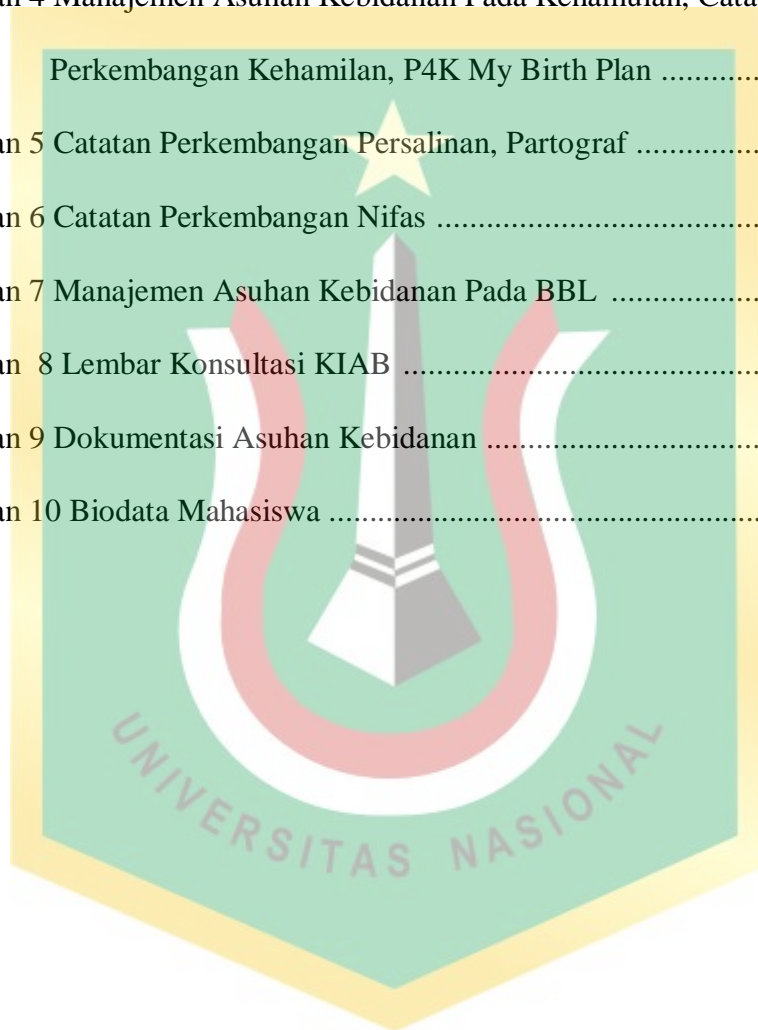 an 4 Manajemen Asuhan Kebidanan Pada Kehamilan, Cata
Perkembangan Kehamilan, P4K My Birth Plan .............
an 5 Catatan Perkembangan Persalinan, Partograf ................
an 6 Catatan Perkembangan Nifas ..........................................
an 7 Manajemen Asuhan Kebidanan Pada BBL ...................
an 8 Lembar Konsultasi KIAB ..............................................
an 9 Dokumentasi Asuhan Kebidanan ...................................
an 10 Biodata Mahasiswa ........................................................
UNIVERSITAS NASIONAL